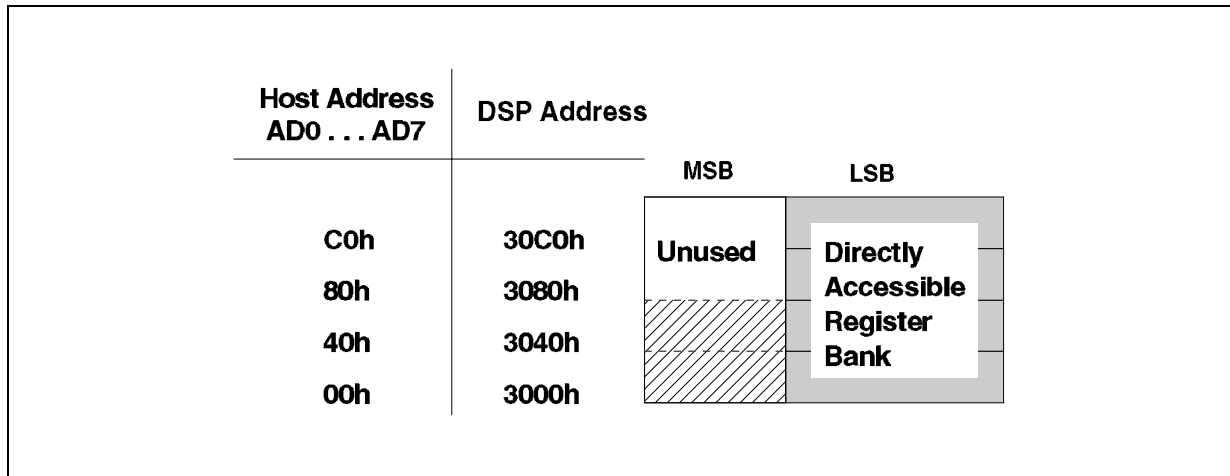 Host Address
AD0 . . . AD7
DSP Address
MSB
LSB
C0h
30C0h
80h
3080h
40h
3040h
00h
3000h
Unused
Directly
Accessible
Register
Bank